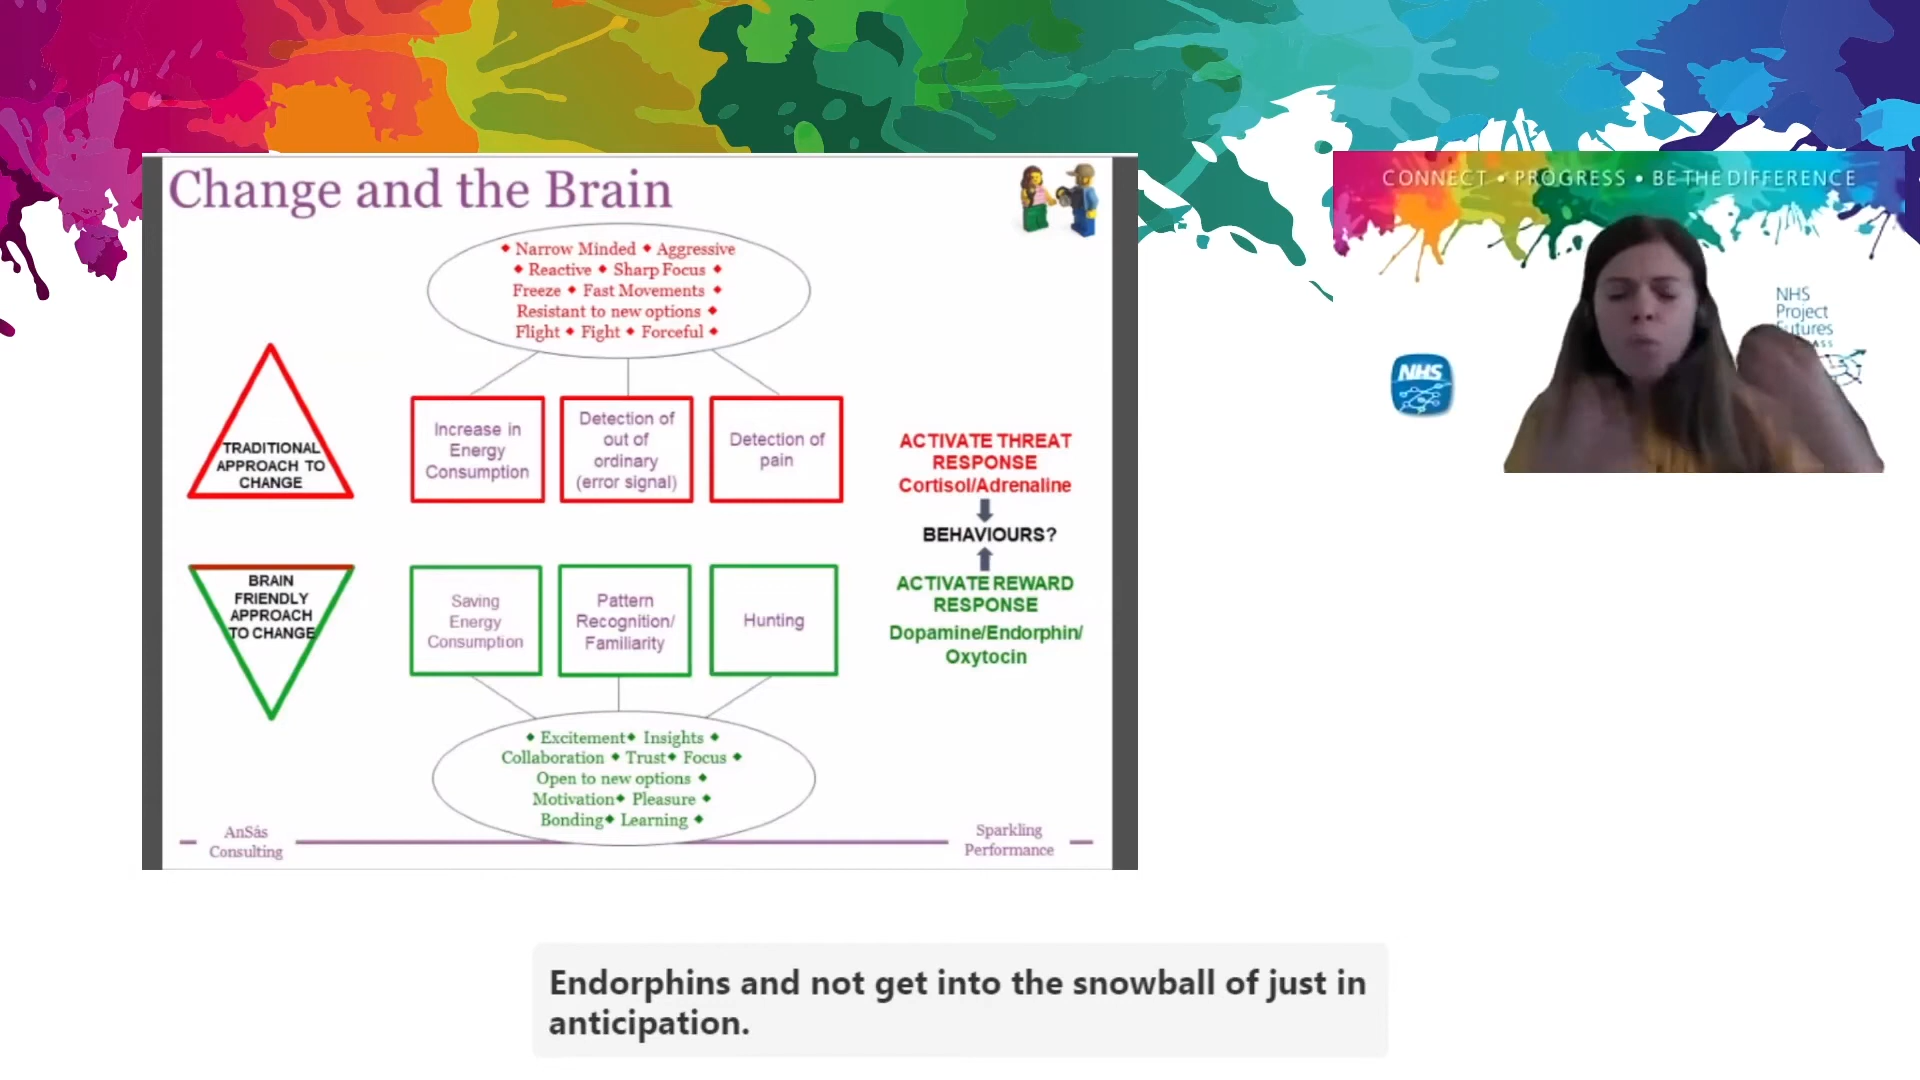 Change and the Brain
◆ Narrow Minded ◆ Aggressive
◆ Reactive ◆ Sharp Focus ◆
Freeze ◆ Fast Movements ◆
Resistant to new options ◆
Flight ◆ Fight ◆ Forceful ◆
TRADITIONAL
APPROACH TO
CHANGE
Increase in
Energy
Consumption
Detection of
out of
ordinary
(error signal)
Detection of
pain
ACTIVATE THREAT
RESPONSE
Cortisol/Adrenaline
BEHAVIOURS?
ACTIVATE REWARD
RESPONSE
Dopamine/Endorphin/
Oxytocin
BRAIN
FRIENDLY
APPROACH
TO CHANGE
Saving
Energy
Consumption
Pattern
Recognition/
Familiarity
Hunting
◆ Excitement◆ Insights ◆
Collaboration ◆ Trust◆ Focus ◆
Open to new options ◆
Motivation◆ Pleasure ◆
Bonding◆ Learning ◆
AnSás
Consulting
Sparkling
Performance
CONNECT • PROGRESS • BE THE DIFFERENCE
NHS
NHS
Project
Futures
Endorphins and not get into the snowball of just in
anticipation.